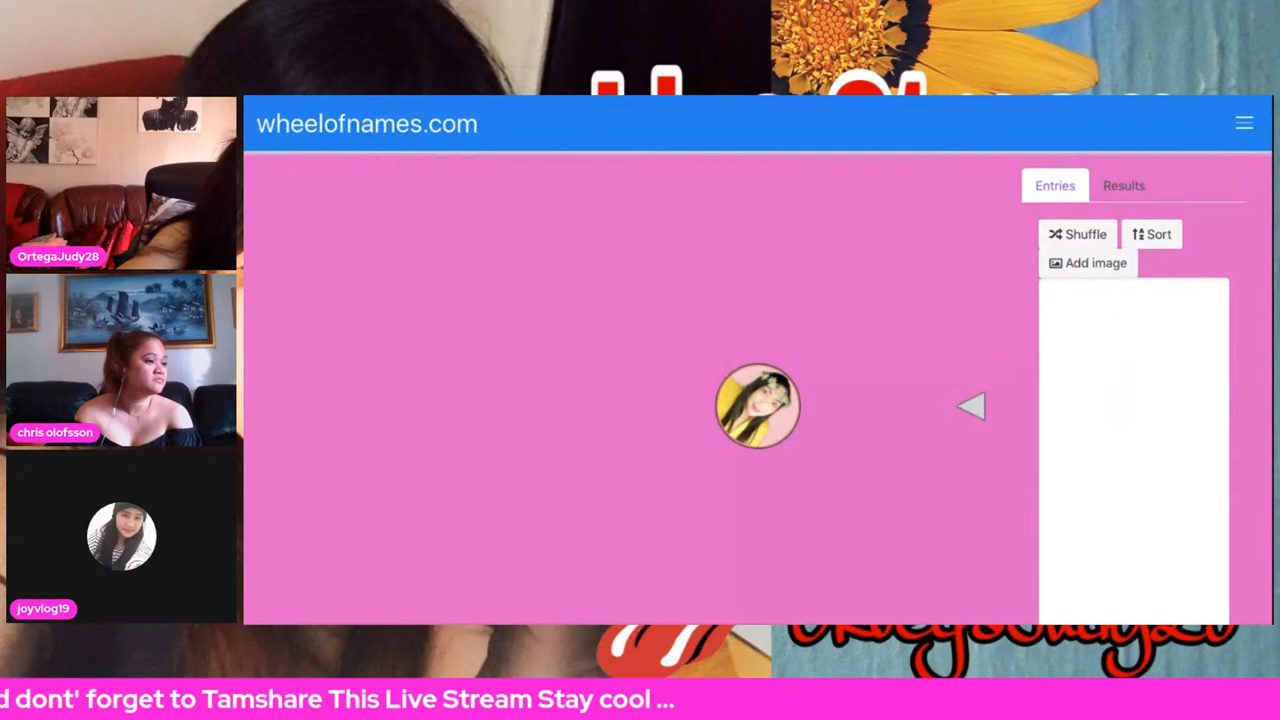 wheelofnames.com
Entries
Results
Shuffle
Sort
Add image
OrtegaJudy28
chris olofsson
joyvlog19
dont' forget to Tamshare This Live Stream Stay cool ...